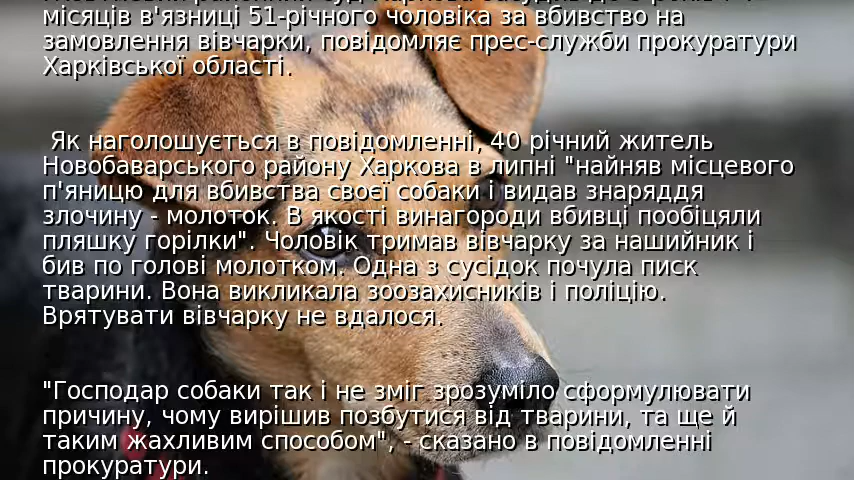 місяців в'язниці 51-річного чоловіка за вбивство на
замовлення вівчарки, повідомляє прес-служби прокуратури
Харківської області.
Як наголошується в повідомленні, 40 річний житель
Новобаварського району Харкова в липні "найняв місцевого
п'яницю для вбивства своєї собаки і видав знаряддя
злочину - молоток. В якості винагороди вбивці пообіцяли
пляшку горілки". Чоловік тримав вівчарку за нашийник і
бив по голові молотком. Одна з сусідок почула писк
тварини. Вона викликала зоозахисників і поліцію.
Врятувати вівчарку не вдалося.
"Господар собаки так і не зміг зрозуміло сформулювати
причину, чому вирішив позбутися від тварини, та ще й
таким жахливим способом", - сказано в повідомленні
прокуратури.